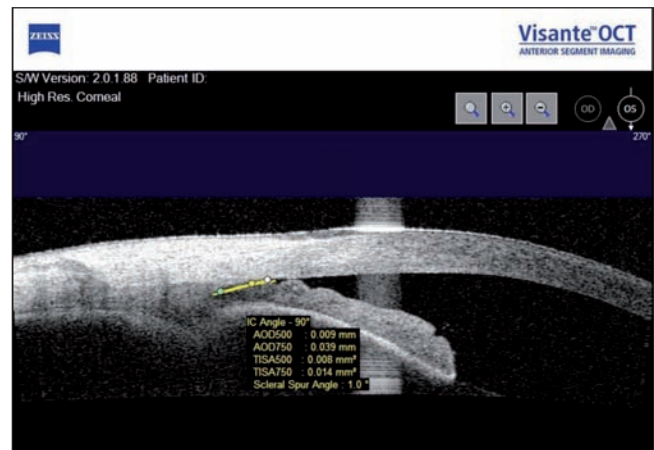 ZEISS
Visante™ OCT
ANTERIOR SEGMENT IMAGING
S/W Version: 2.0.1.88 Patient ID:
High Res. Corneal
OD
OS
90°
270°
IC Angle - 90°
AOD500 : 0.009 mm
AOD750 : 0.039 mm
TISA500 : 0.008 mm²
TISA750 : 0.014 mm²
Scleral Spur Angle : 1.0 °